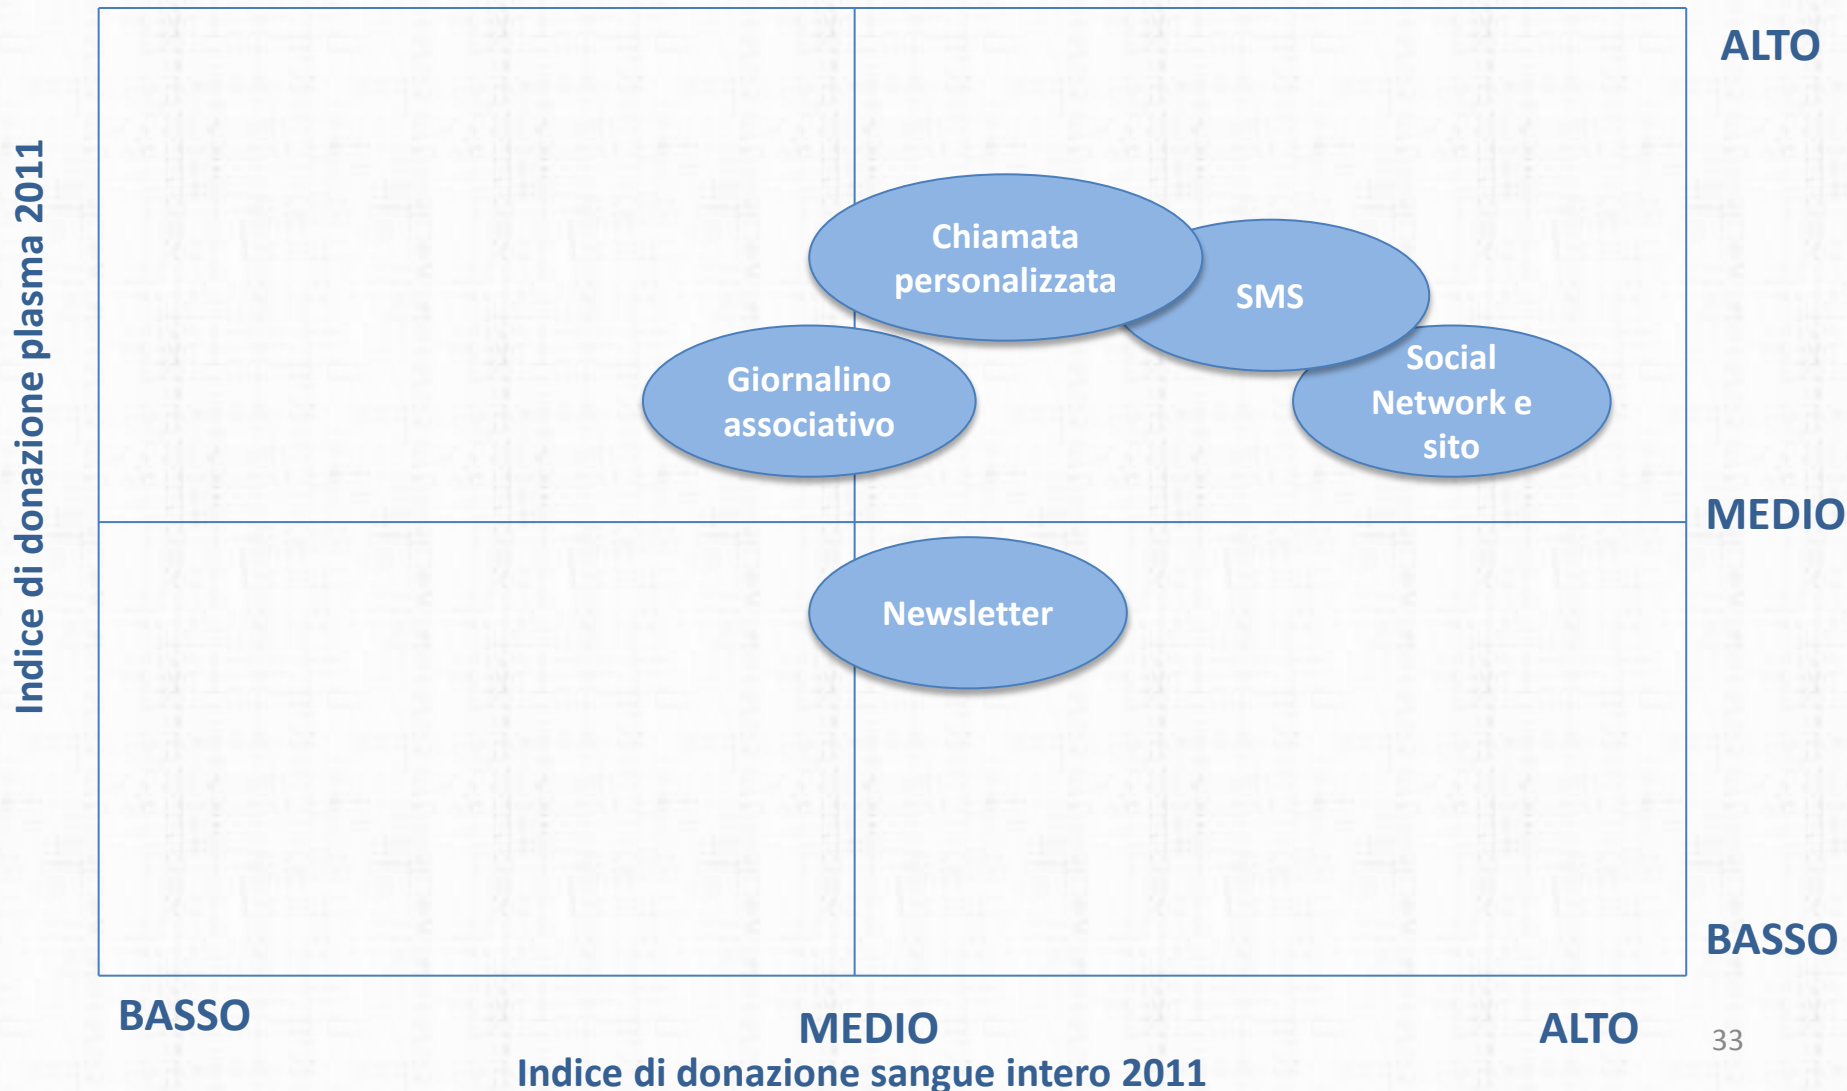 ALTO
Indice di donazione plasma 2011
Chiamata
personalizzata
SMS
Social
Network e
sito
Giornalino
associativo
MEDIO
Newsletter
BASSO
BASSO
MEDIO
ALTO
33
Indice di donazione sangue intero 2011